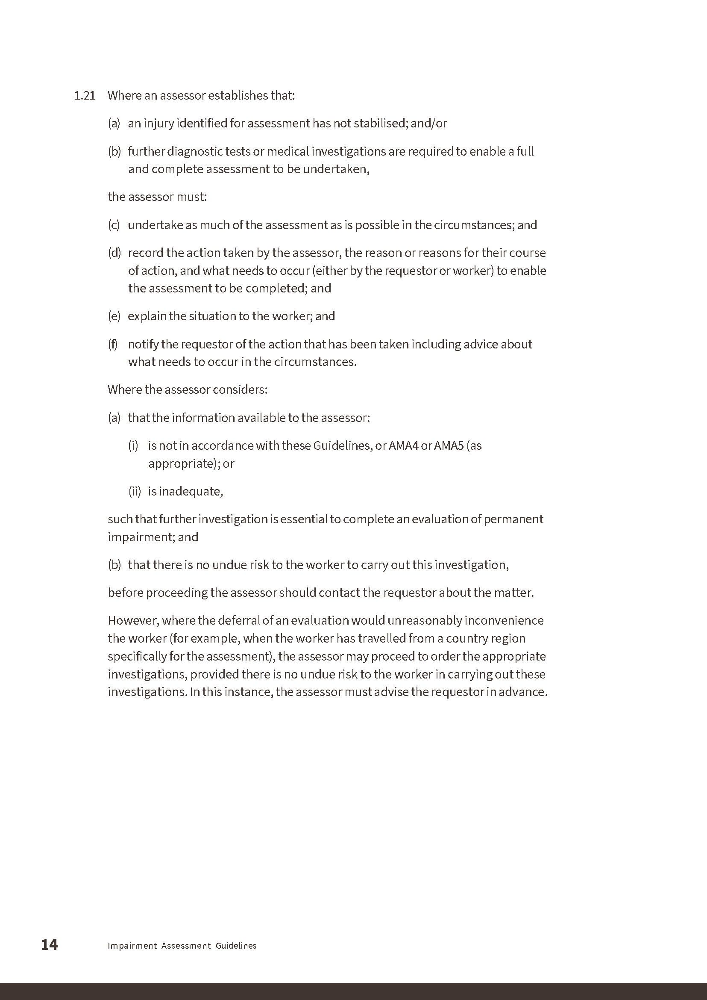 1.21 Where an assessor establishes that:
(a) an injury identified for assessment has not stabilised; and/or
(b) further diagnostic tests or medical investigations are required to enable a full
and complete assessment to be undertaken,
the assessor must:
(c) undertake as much of the assessment as is possible in the circumstances; and
(d) record the action taken by the assessor, the reason or reasons for their course
of action, and what needs to occur (either by the requestor or worker) to enable
the assessment to be completed; and
(e) explain the situation to the worker; and
(f) notify the requestor of the action that has been taken including advice about
what needs to occur in the circumstances.
Where the assessor considers:
(a) that the information available to the assessor:
(i) is not in accordance with these Guidelines, or AMA4 or AMA5 (as
appropriate); or
(ii) is inadequate,
such that further investigation is essential to complete an evaluation of permanent
impairment; and
(b) that there is no undue risk to the worker to carry out this investigation,
before proceeding the assessor should contact the requestor about the matter.
However, where the deferral of an evaluation would unreasonably inconvenience
the worker (for example, when the worker has travelled from a country region
specifically for the assessment), the assessor may proceed to order the appropriate
investigations, provided there is no undue risk to the worker in carrying out these
investigations. In this instance, the assessor must advise the requestor in advance.
14 Impairment Assessment Guidelines